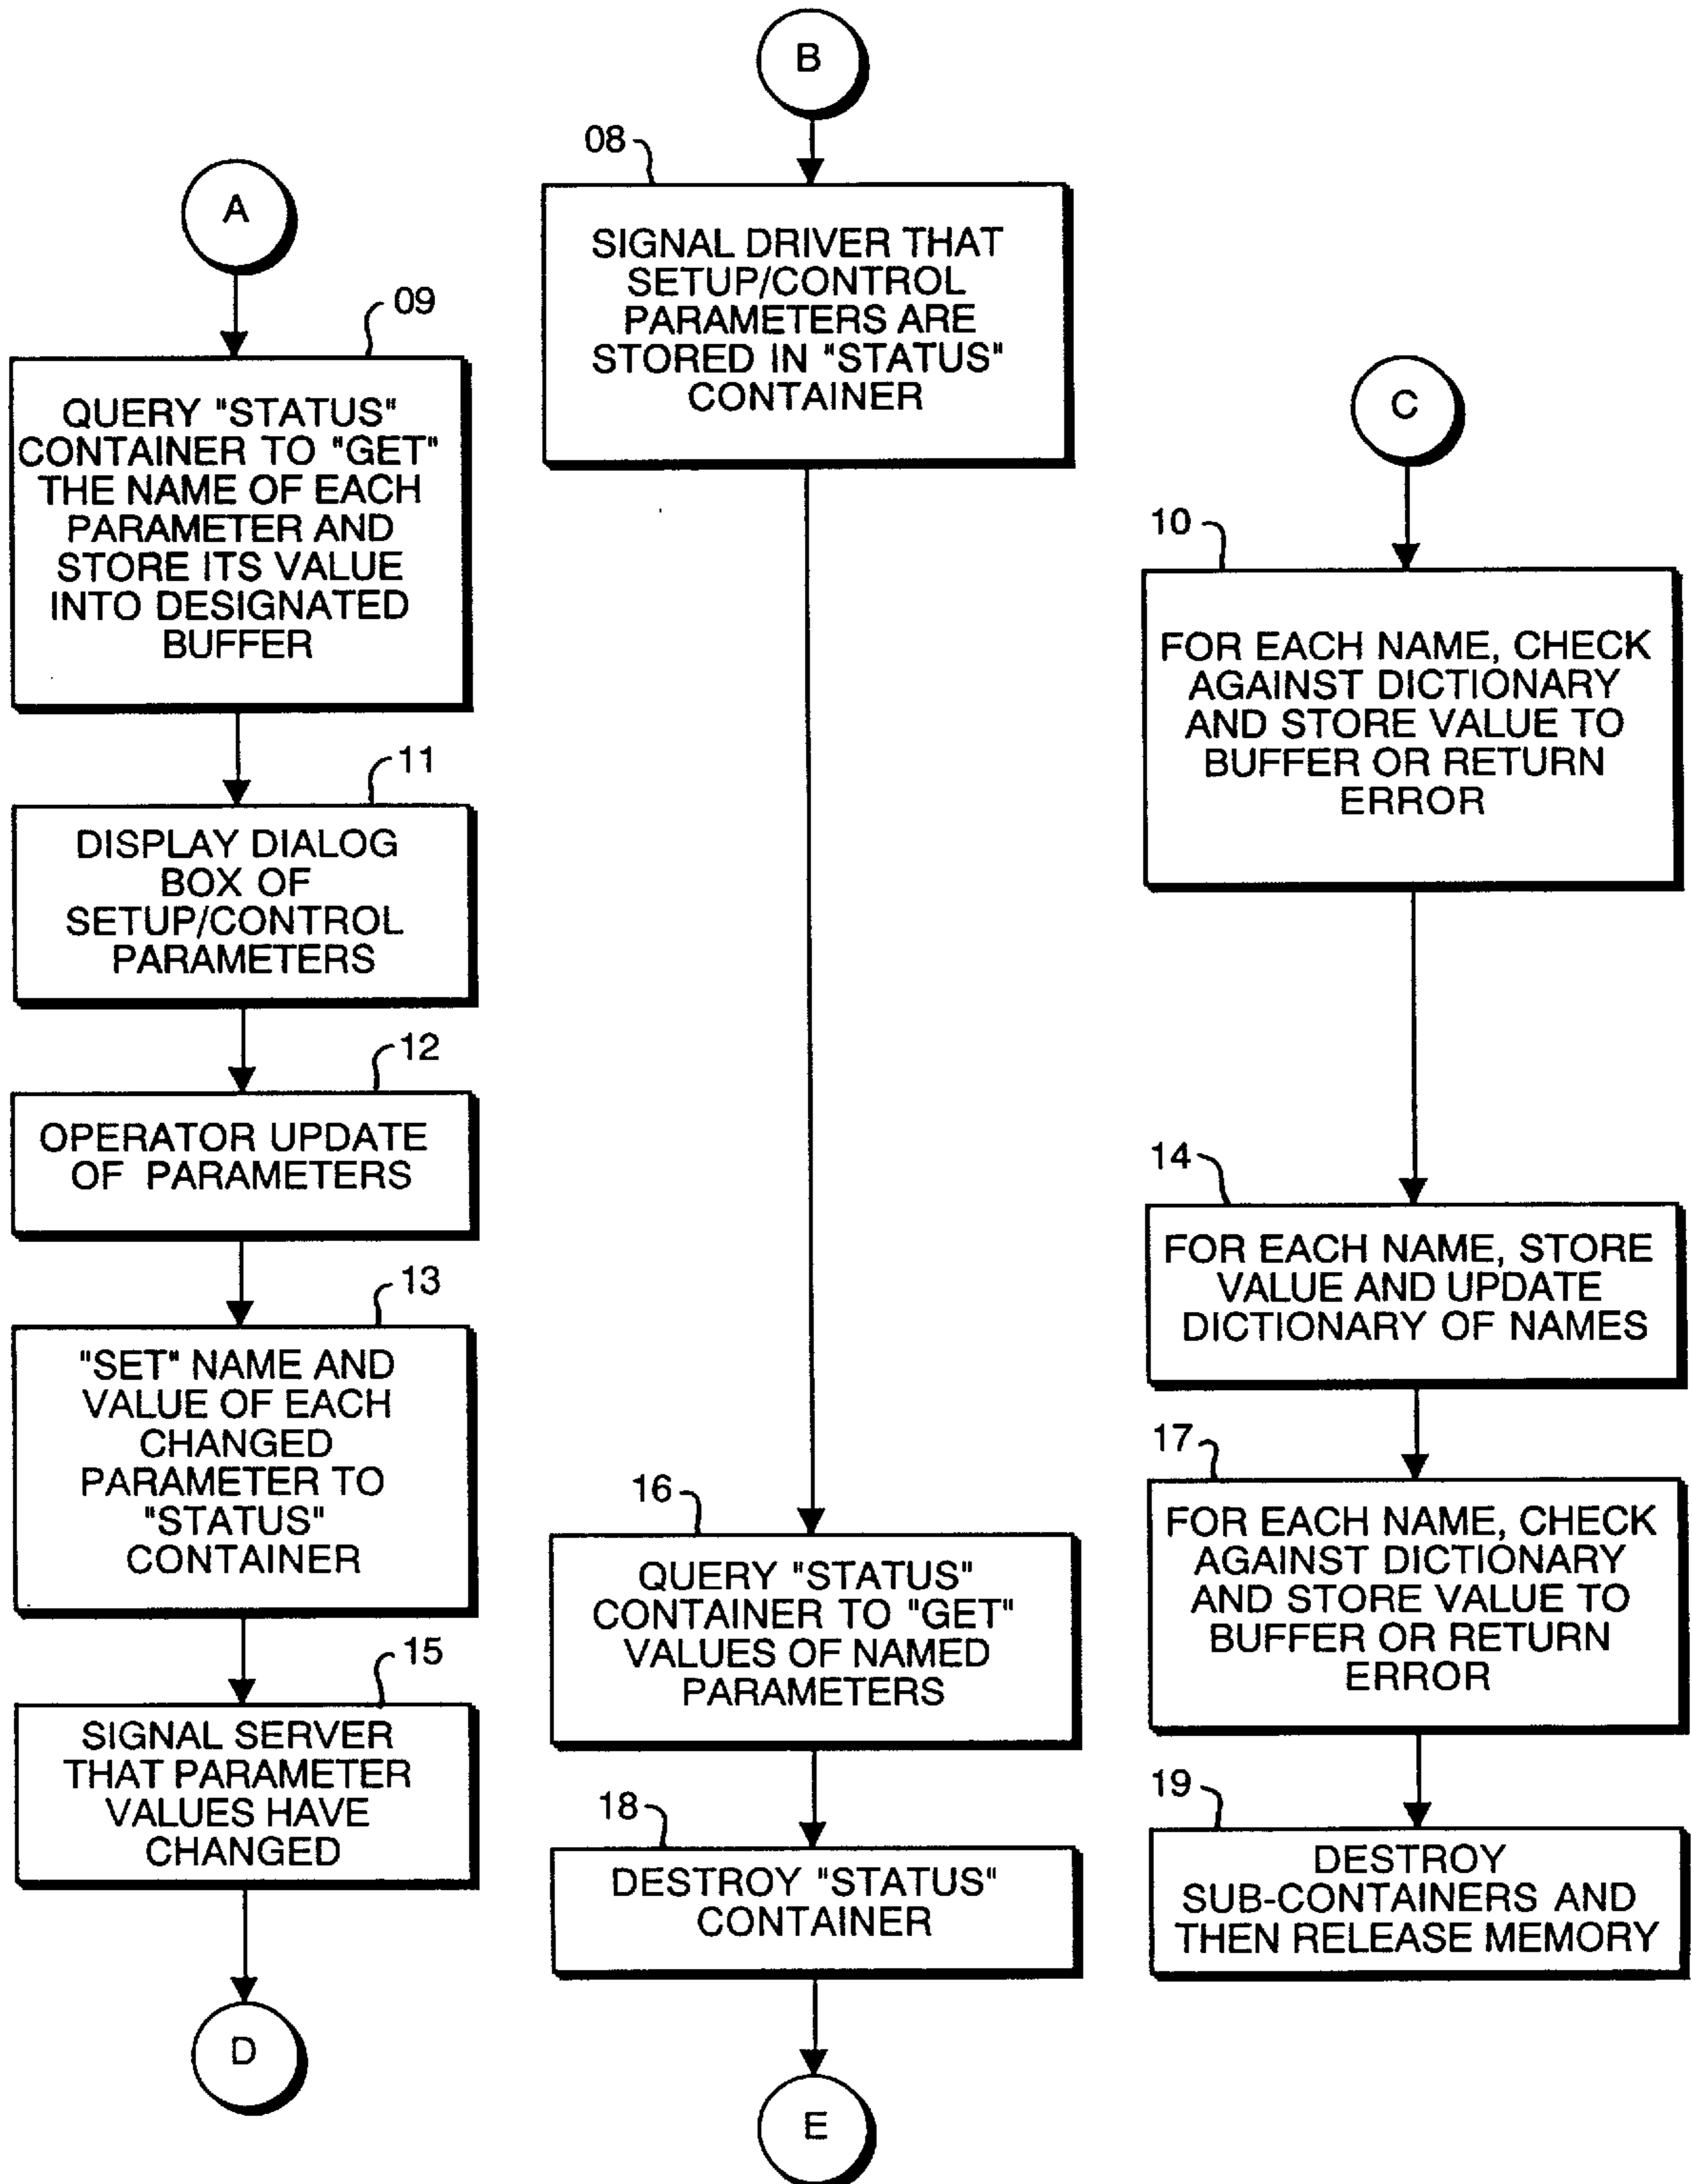 A
09
QUERY "STATUS"
CONTAINER TO "GET"
THE NAME OF EACH
PARAMETER AND
STORE ITS VALUE
INTO DESIGNATED
BUFFER
11
DISPLAY DIALOG
BOX OF
SETUP/CONTROL
PARAMETERS
12
OPERATOR UPDATE
OF PARAMETERS
13
"SET" NAME AND
VALUE OF EACH
CHANGED
PARAMETER TO
"STATUS"
CONTAINER
15
SIGNAL SERVER
THAT PARAMETER
VALUES HAVE
CHANGED
D
B
08
SIGNAL DRIVER THAT
SETUP/CONTROL
PARAMETERS ARE
STORED IN "STATUS"
CONTAINER
16
QUERY "STATUS"
CONTAINER TO "GET"
VALUES OF NAMED
PARAMETERS
18
DESTROY "STATUS"
CONTAINER
E
C
10
FOR EACH NAME, CHECK
AGAINST DICTIONARY
AND STORE VALUE TO
BUFFER OR RETURN
ERROR
14
FOR EACH NAME, STORE
VALUE AND UPDATE
DICTIONARY OF NAMES
17
FOR EACH NAME, CHECK
AGAINST DICTIONARY
AND STORE VALUE TO
BUFFER OR RETURN
ERROR
19
DESTROY
SUB-CONTAINERS AND
THEN RELEASE MEMORY